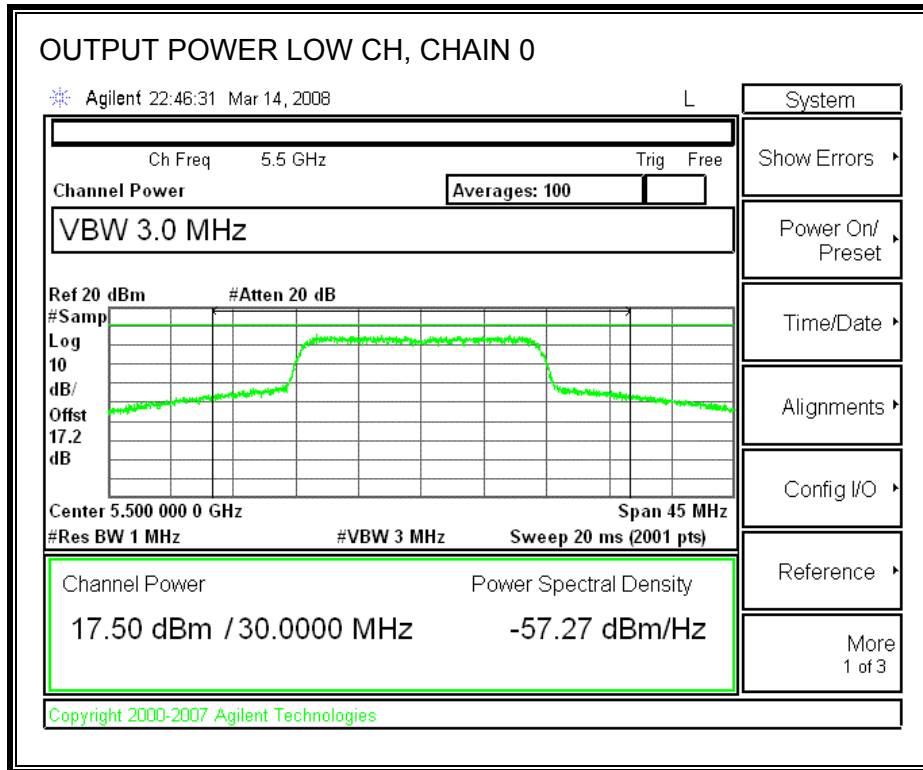 OUTPUT POWER LOW CH, CHAIN 0
Agilent 22:46:31 Mar 14, 2008 L
System
Ch Freq 5.5 GHz Trig Free
Show Errors
Channel Power
Averages: 100
VBW 3.0 MHz
Power On/
Preset
Ref 20 dBm #Atten 20 dB
#Samp
Log
10
dB/
Offst
17.2
dB
Time/Date
Alignments
Config I/O
Center 5.500 000 0 GHz Span 45 MHz
#Res BW 1 MHz #VBW 3 MHz Sweep 20 ms (2001 pts)
Channel Power Power Spectral Density
Reference
17.50 dBm / 30.0000 MHz -57.27 dBm/Hz
More
1 of 3
Copyright 2000-2007 Agilent Technologies